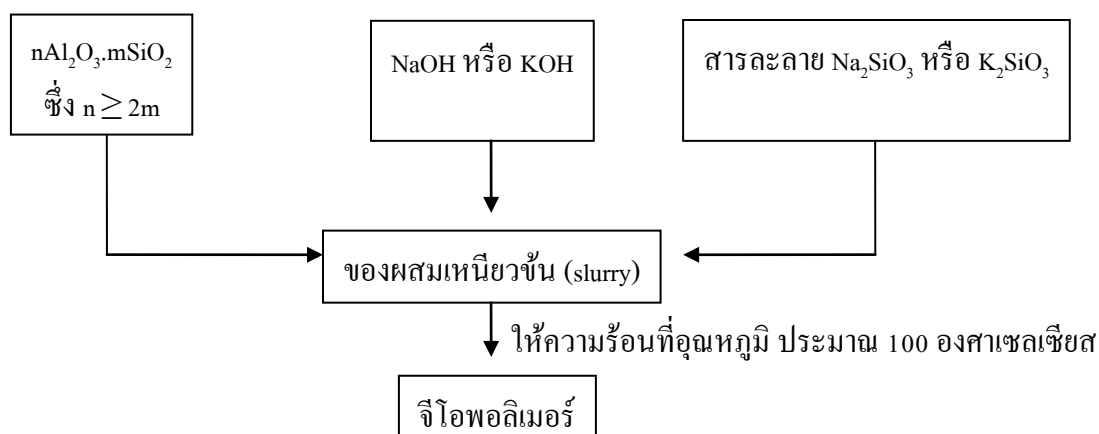 nAl₂O₃.mSiO₂
ซึ่ง n ≥ 2m
NaOH หรือ KOH
สารละลาย Na₂SiO₃ หรือ K₂SiO₃
ของผสมเหนียวข้น (slurry)
ให้ความร้อนที่อุณหภูมิ ประมาณ 100 องศาเซลเซียส
จีโอพอลิเมอร์